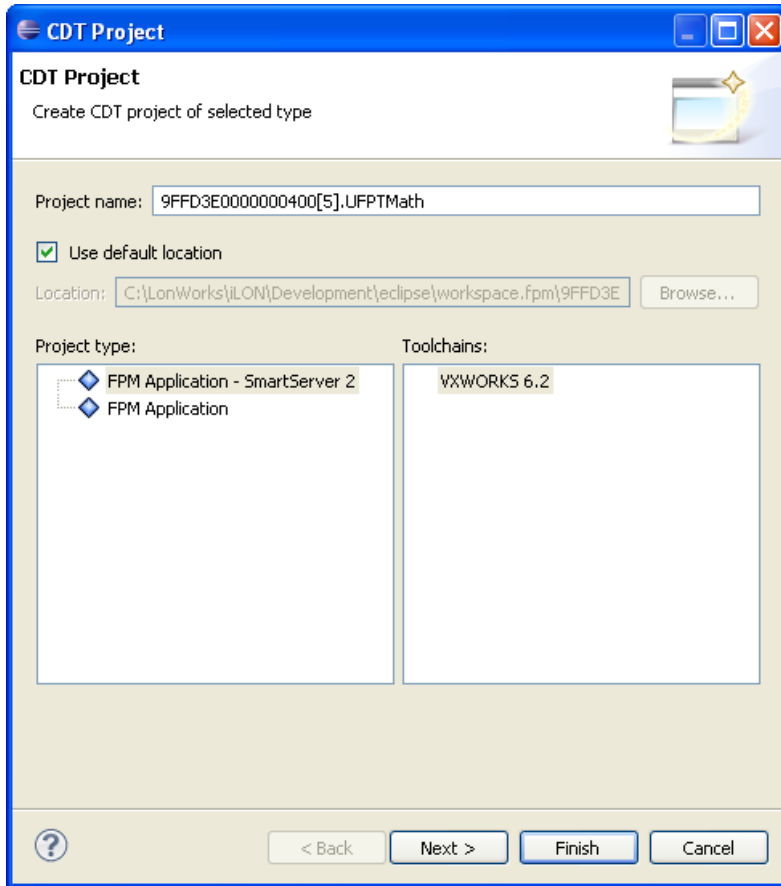 CDT Project
CDT Project
Create CDT project of selected type
Project name: 9FFD3E0000000400[5].UFPTMath
Use default location
Location: C:\LonWorks\iLON\Development\eclipse\workspace.fpm\9FFD3E Browse...
Project type: Toolchains:
FPM Application - SmartServer 2 VXWORKS 6.2
FPM Application
? < Back Next > Finish Cancel